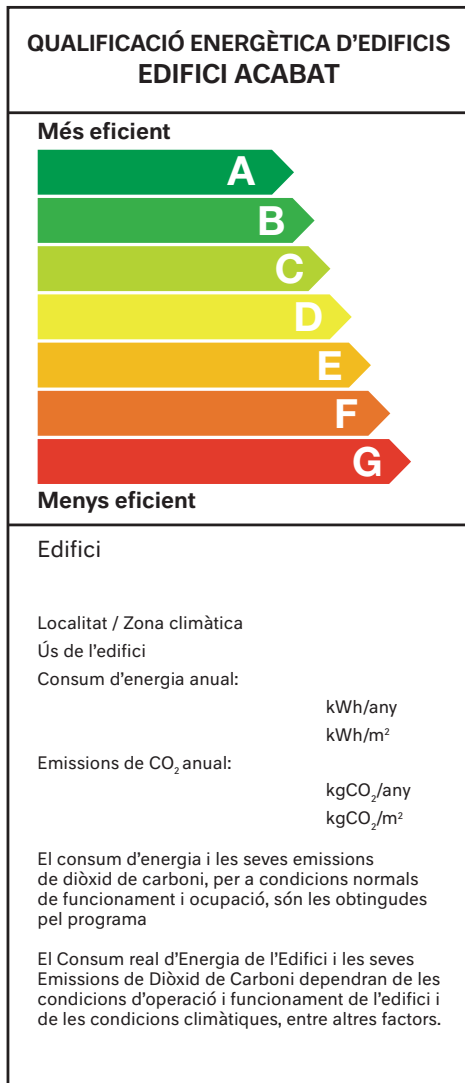 QUALIFICACIÓ ENERGÈTICA D’EDIFICIS
EDIFICI ACABAT
Més eficient
A
B
C
D
E
F
G
Menys eficient
Edifici
Localitat / Zona climàtica
Ús de l’edifici
Consum d’energia anual:
kWh/any
kWh/m²
Emissions de CO₂ anual:
kgCO₂/any
kgCO₂/m²
El consum d’energia i les seves emissions
de diòxid de carboni, per a condicions normals
de funcionament i ocupació, són les obtingudes
pel programa
El Consum real d’Energia de l’Edifici i les seves
Emissions de Diòxid de Carboni dependran de les
condicions d’operació i funcionament de l’edifici i
de les condicions climàtiques, entre altres factors.